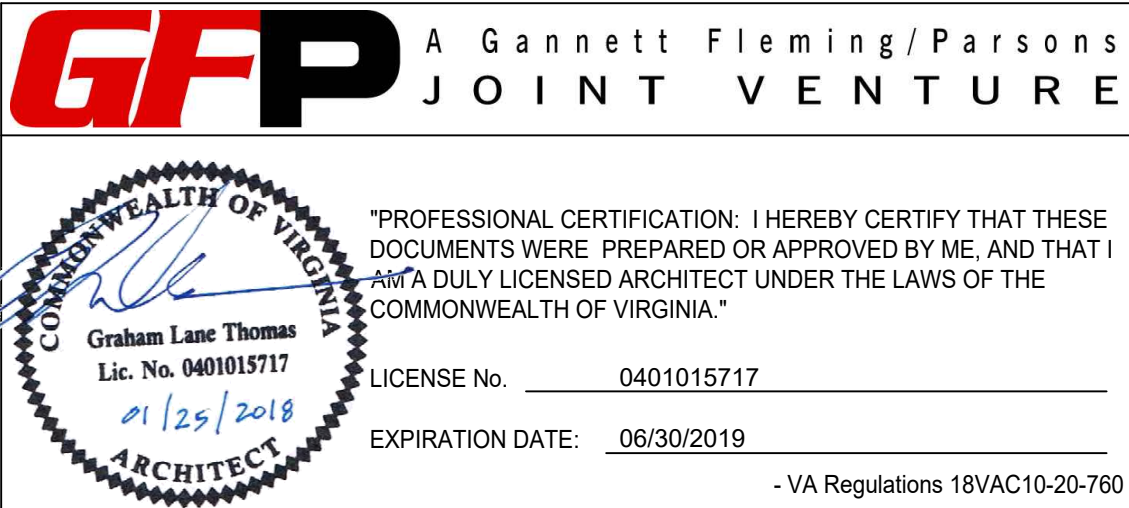 GFP
A Gannett Fleming/Parsons
JOINT VENTURE
COMMONWEALTH OF VIRGINIA
Graham Lane Thomas
Lic. No. 0401015717
01/25/2018
ARCHITECT
"PROFESSIONAL CERTIFICATION: I HEREBY CERTIFY THAT THESE
DOCUMENTS WERE PREPARED OR APPROVED BY ME, AND THAT I
AM A DULY LICENSED ARCHITECT UNDER THE LAWS OF THE
COMMONWEALTH OF VIRGINIA."
LICENSE No. 0401015717
EXPIRATION DATE: 06/30/2019
- VA Regulations 18VAC10-20-760